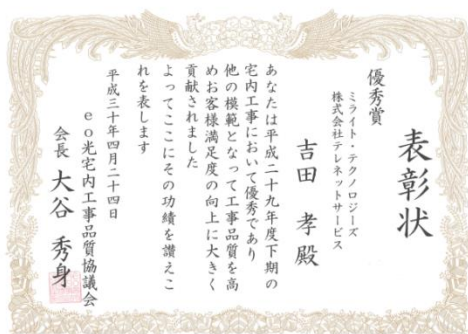 表彰状
優秀賞
ミライト・テクノロジーズ
株式会社テレネットサービス
吉田 孝 殿
あなたは平成二十九年度下期の
宅内工事において優秀であり
他の模範となって工事品質を高
めお客様満足度の向上に大きく
貢献されました
よってここにその功績を讃えこ
れを表します
平成三十年四月二十四日
eo光宅内工事品質協議会
会長 大谷 秀身